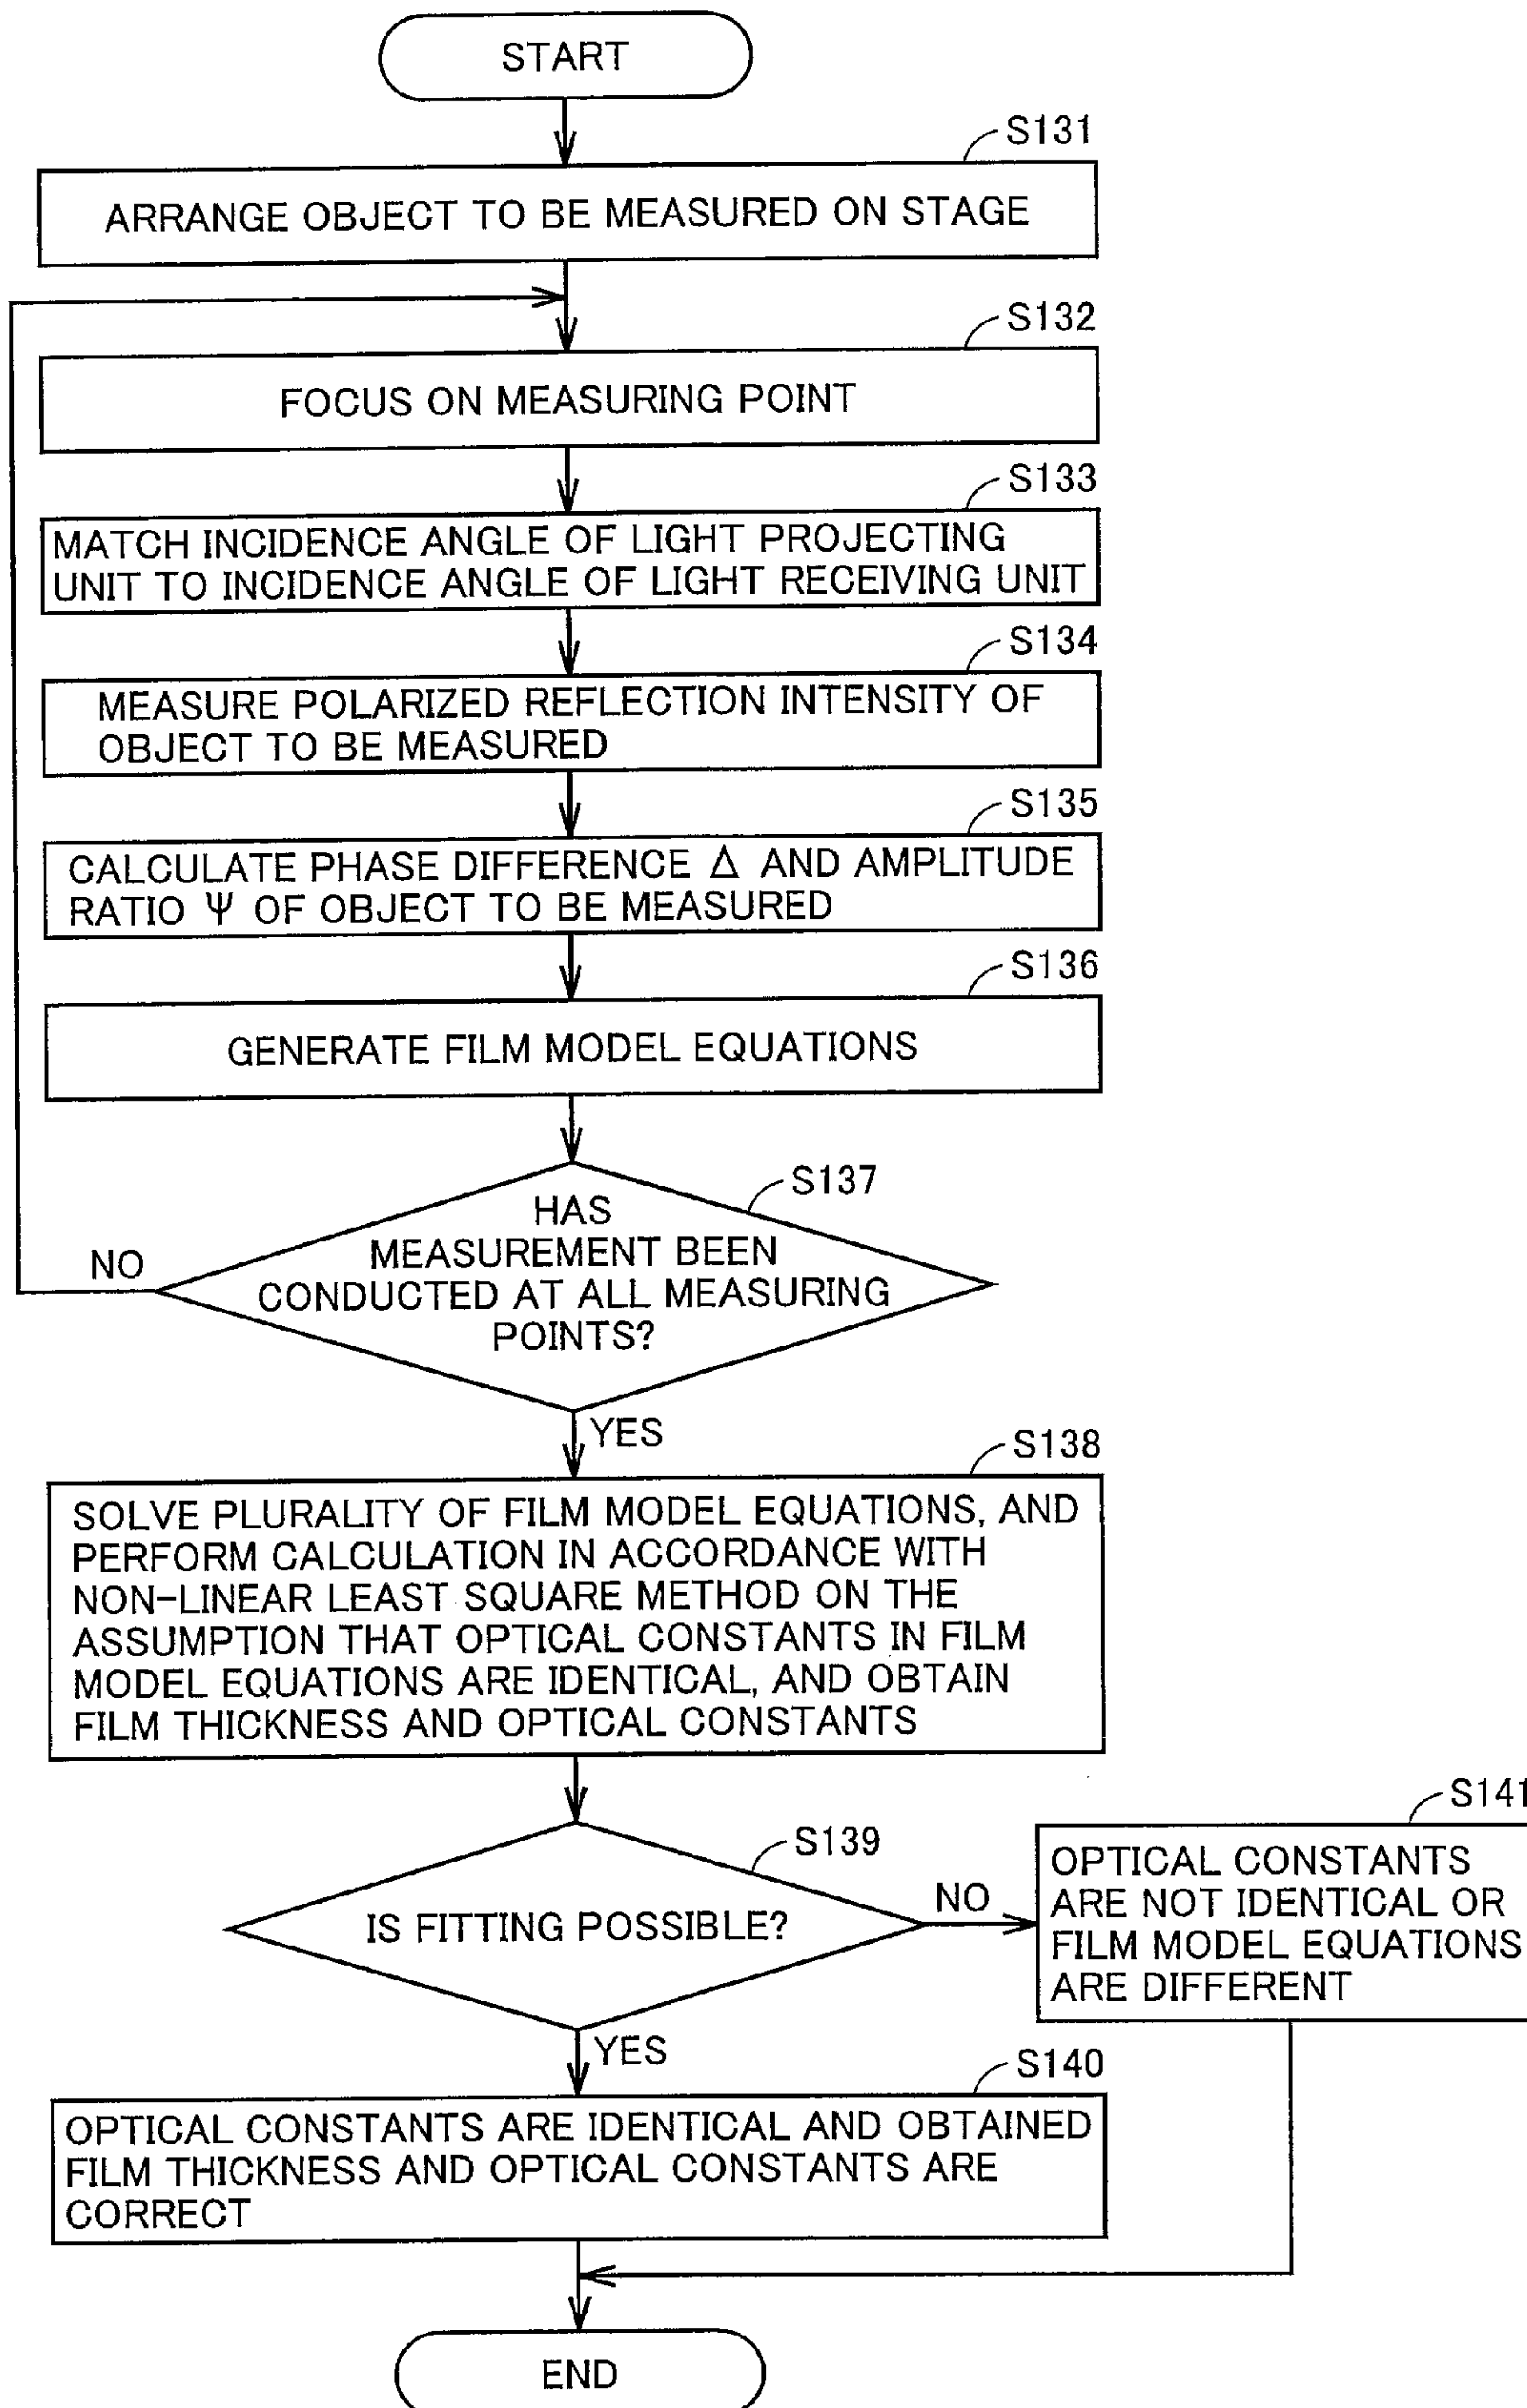 START
S131
ARRANGE OBJECT TO BE MEASURED ON STAGE
S132
FOCUS ON MEASURING POINT
S133
MATCH INCIDENCE ANGLE OF LIGHT PROJECTING
UNIT TO INCIDENCE ANGLE OF LIGHT RECEIVING UNIT
S134
MEASURE POLARIZED REFLECTION INTENSITY OF
OBJECT TO BE MEASURED
S135
CALCULATE PHASE DIFFERENCE Δ AND AMPLITUDE
RATIO Ψ OF OBJECT TO BE MEASURED
S136
GENERATE FILM MODEL EQUATIONS
S137
HAS
MEASUREMENT BEEN
CONDUCTED AT ALL MEASURING
POINTS?
NO
YES
S138
SOLVE PLURALITY OF FILM MODEL EQUATIONS, AND
PERFORM CALCULATION IN ACCORDANCE WITH
NON-LINEAR LEAST SQUARE METHOD ON THE
ASSUMPTION THAT OPTICAL CONSTANTS IN FILM
MODEL EQUATIONS ARE IDENTICAL, AND OBTAIN
FILM THICKNESS AND OPTICAL CONSTANTS
S139
IS FITTING POSSIBLE?
NO
S141
OPTICAL CONSTANTS
ARE NOT IDENTICAL OR
FILM MODEL EQUATIONS
ARE DIFFERENT
YES
S140
OPTICAL CONSTANTS ARE IDENTICAL AND OBTAINED
FILM THICKNESS AND OPTICAL CONSTANTS ARE
CORRECT
END